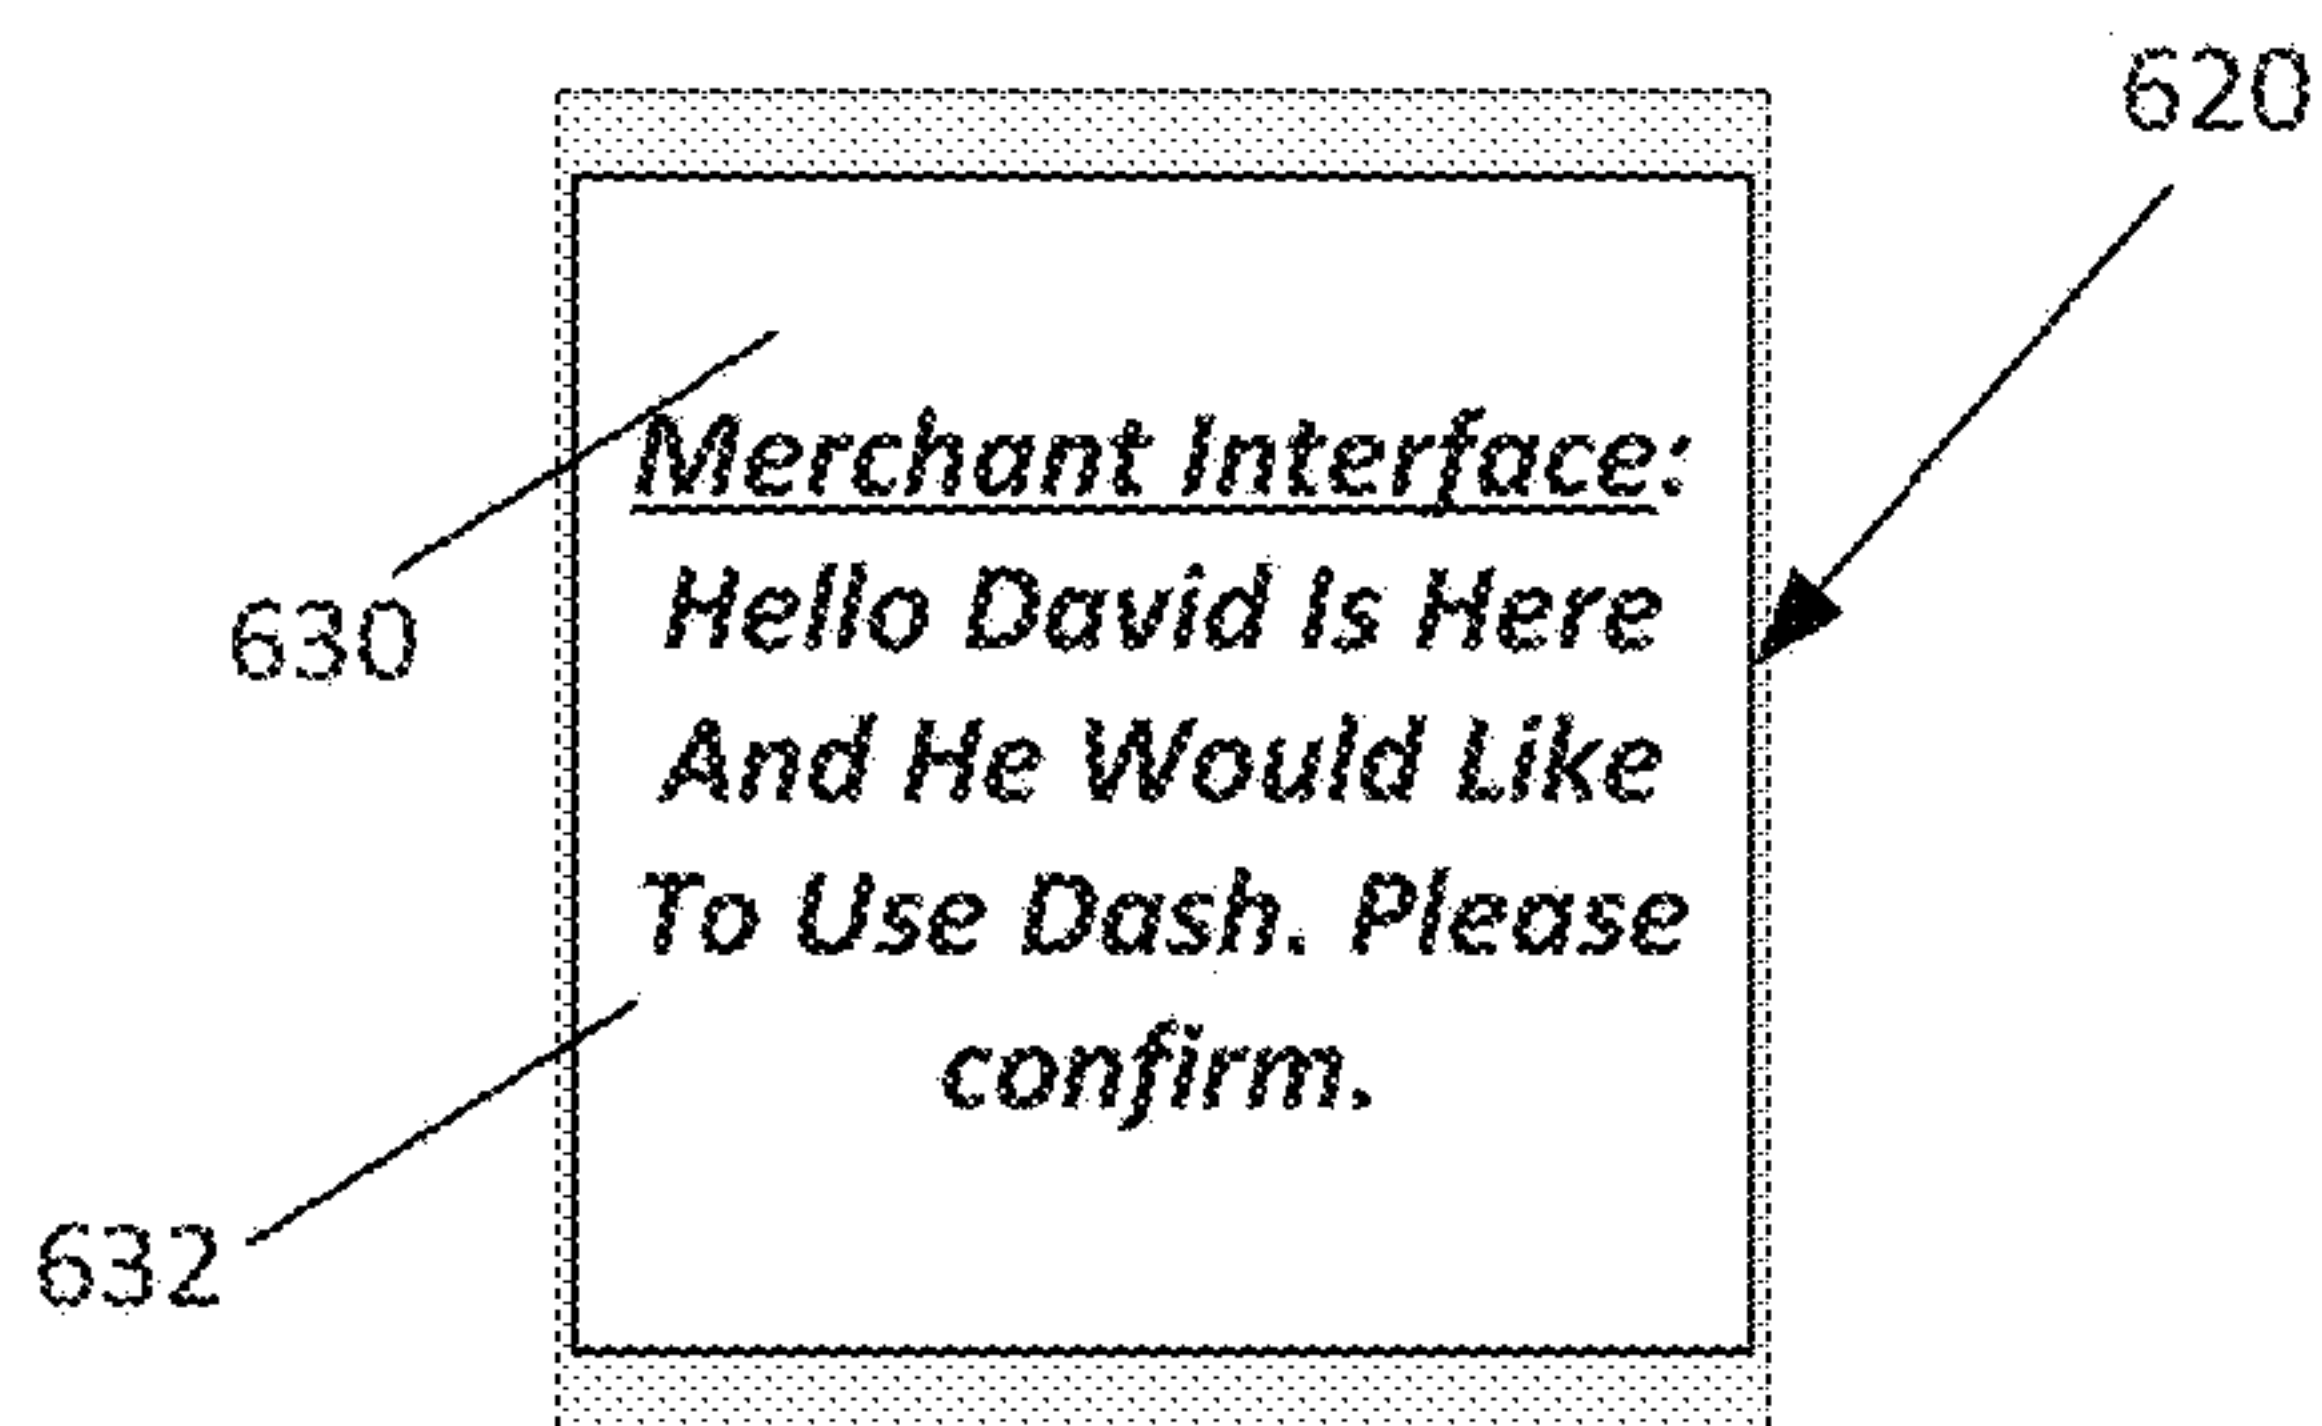 620
Merchant Interface:
Hello David Is Here
630
And He Would Like
To Use Dash. Please
confirm.
632